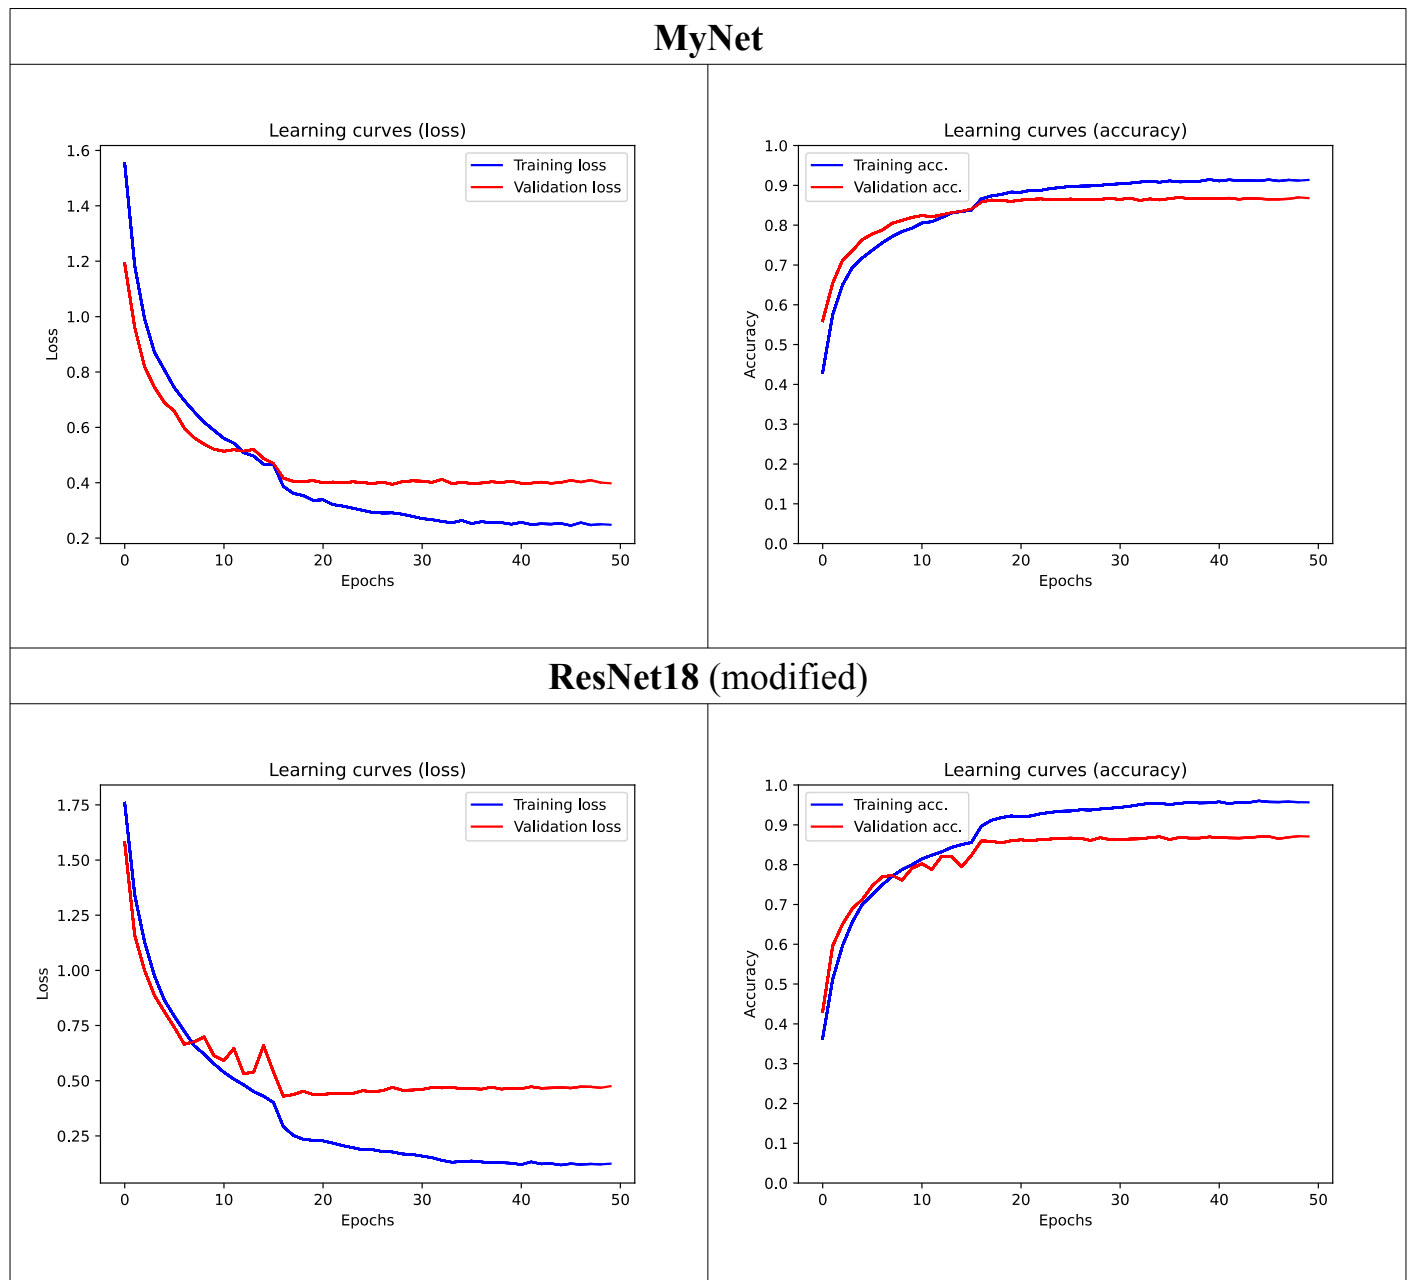 MyNet
Learning curves (loss)
Training loss
Validation loss
1.6
1.4
1.2
1.0
0.8
0.6
0.4
0.2
Loss
0 10 20 30 40 50
Epochs
Learning curves (accuracy)
Training acc.
Validation acc.
1.0
0.9
0.8
0.7
0.6
0.5
0.4
0.3
0.2
0.1
0.0
Accuracy
0 10 20 30 40 50
Epochs
ResNet18 (modified)
Learning curves (loss)
Training loss
Validation loss
1.75
1.50
1.25
1.00
0.75
0.50
0.25
Loss
0 10 20 30 40 50
Epochs
Learning curves (accuracy)
Training acc.
Validation acc.
1.0
0.9
0.8
0.7
0.6
0.5
0.4
0.3
0.2
0.1
0.0
Accuracy
0 10 20 30 40 50
Epochs